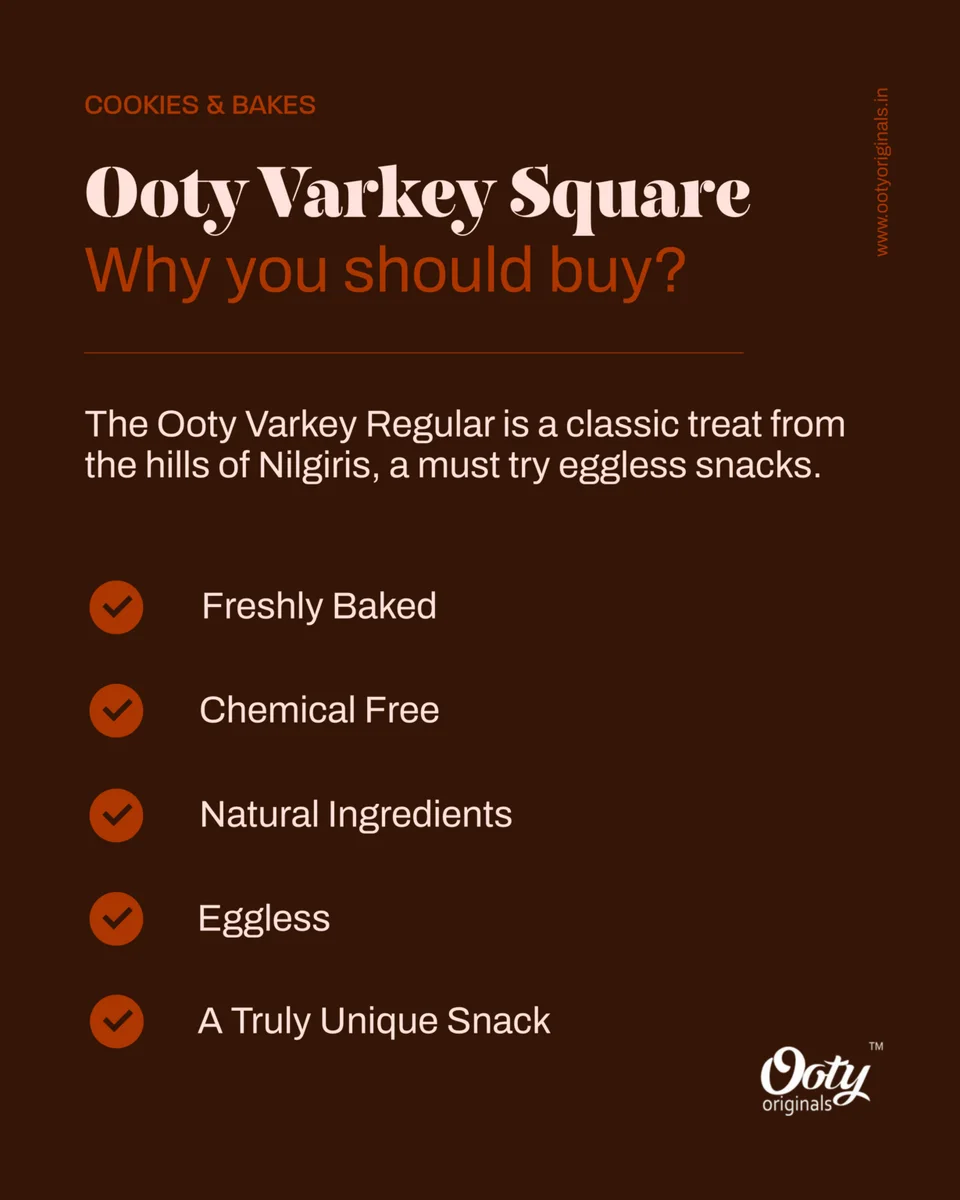 COOKIES & BAKES
www.ootyoriginals.in
Ooty Varkey Square
Why you should buy?
The Ooty Varkey Regular is a classic treat from
the hills of Nilgiris, a must try eggless snacks.
Freshly Baked
Chemical Free
Natural Ingredients
Eggless
A Truly Unique Snack
Ooty TM
originals